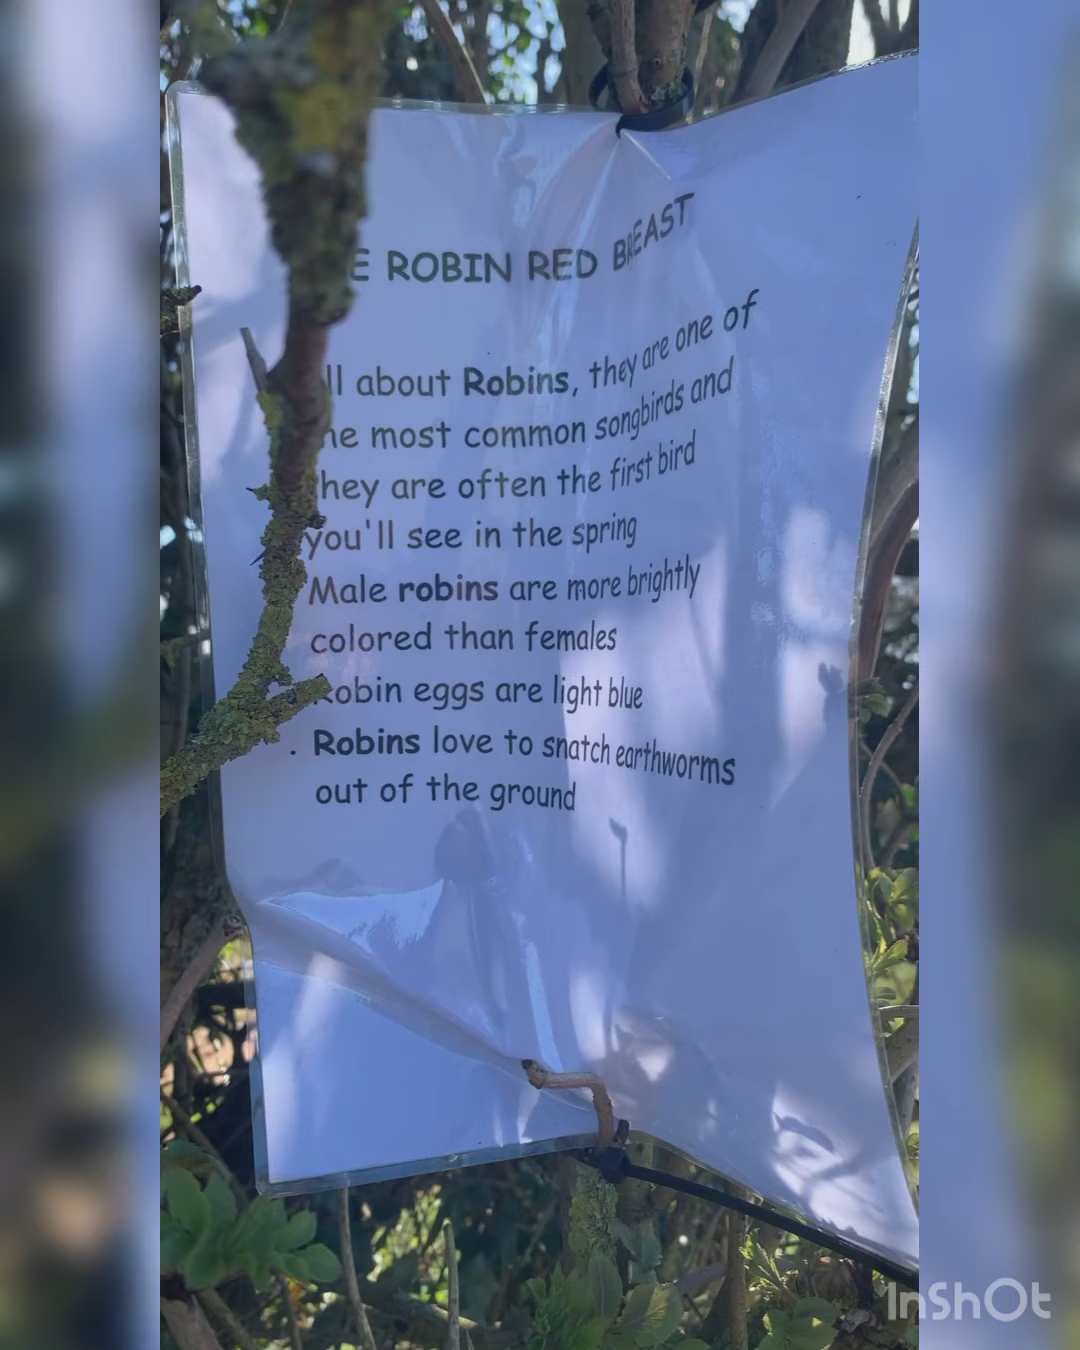 E ROBIN RED BREAST
ll about Robins, they are one of
he most common songbirds and
hey are often the first bird
you'll see in the spring
Male robins are more brightly
colored than females
Robin eggs are light blue
. Robins love to snatch earthworms
out of the ground
InShOt